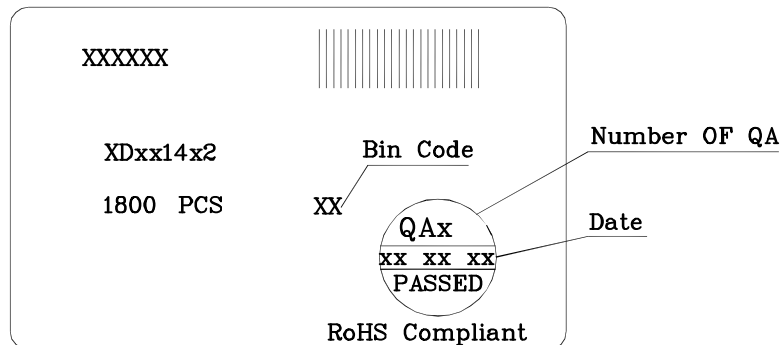 XXXXXX
XDxx14x2
Bin Code
Number OF QA
1800 PCS
XX
QAx
Date
xx xx xx
PASSED
RoHS Compliant